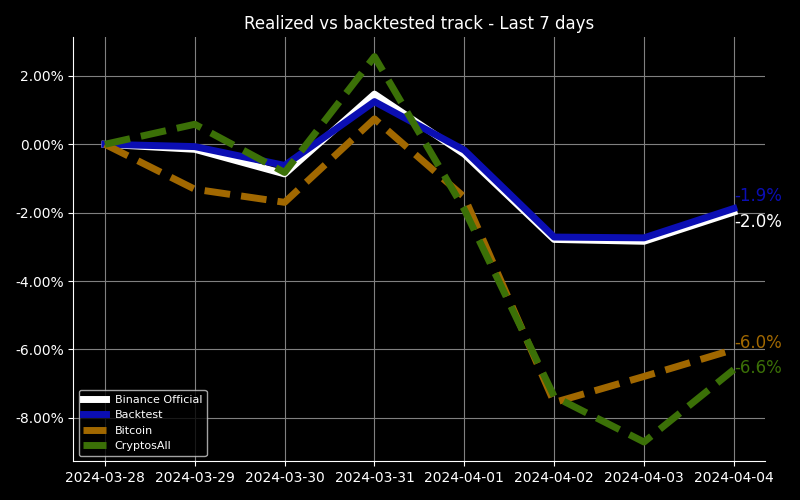 Realized vs backtested track - Last 7 days
2.00%
0.00%
-2.00%
-4.00%
-6.00%
-8.00%
-1.9%
-2.0%
-6.0%
-6.6%
Binance Official
Backtest
Bitcoin
CryptosAll
2024-03-28 2024-03-29 2024-03-30 2024-03-31 2024-04-01 2024-04-02 2024-04-03 2024-04-04